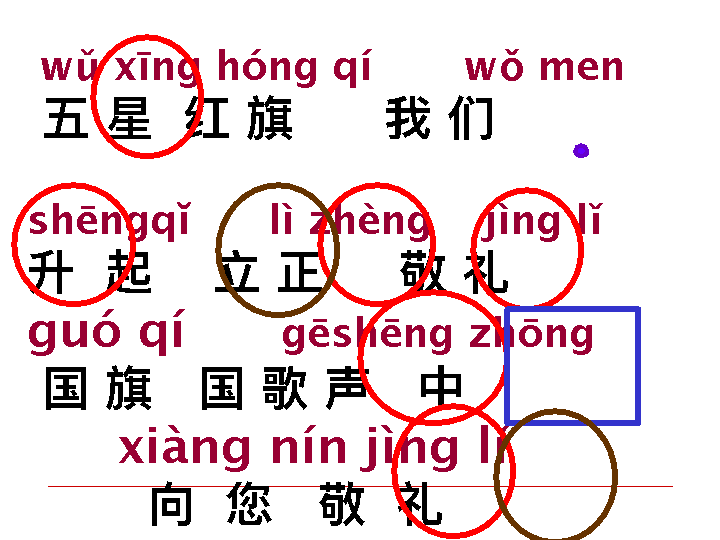 wǔ xīng hóng qí wǒ men
五 星 红 旗 我 们
shēngqǐ lì zhèng jìng lǐ
升 起 立 正 敬 礼
guó qí gēshēng zhōng
国 旗 国 歌 声 中
xiàng nín jìng lǐ
向 您 敬 礼